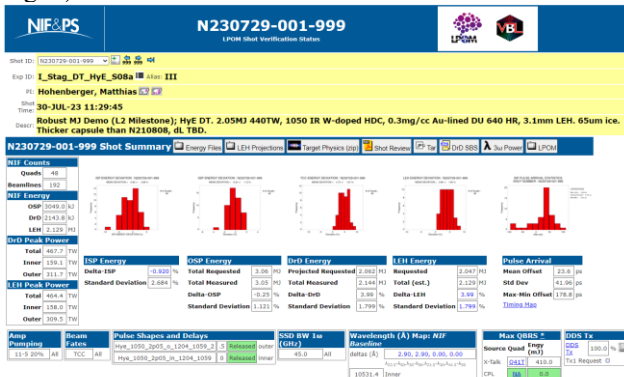 NIF&PS
N230729-001-999
LPOM Shot Verification Status
LPOM
VBL
Shot ID: N230729-001-999
Exp ID: I_Stag_DT_HyE_S08a Alias: III
PI: Hohenberger, Matthias
Shot Time: 30-JUL-23 11:29:45
Descr: Robust MJ Demo (L2 Milestone); HyE DT. 2.05MJ 440TW, 1050 IR W-doped HDC, 0.3mg/cc Au-lined DU 640 HR, 3.1mm LEH. 65um ice. Thicker capsule than N210808, dL TBD.
N230729-001-999 Shot Summary Energy Files LEH Projections Target Physics (zip) Shot Review Tar DrD SBS λ 3ω Power LPOM
NIF Counts
Quads 48
Beamlines 192
NIF Energy
OSP 3049.0 kJ
DrD 2143.8 kJ
LEH 2.129 MJ
DrD Peak Power
Total 467.7 TW
Inner 159.1 TW
Outer 311.7 TW
LEH Peak Power
Total 464.4 TW
Inner 158.0 TW
Outer 309.5 TW
ISP Energy
Delta-ISP -0.920 %
Standard Deviation 2.684 %
OSP Energy
Total Requested 3.06 MJ
Total Measured 3.05 MJ
Delta-OSP -0.25 %
Standard Deviation 1.121 %
DrD Energy
Projected Requested 2.062 MJ
Total Measured 2.144 MJ
Delta-DrD 3.99 %
Standard Deviation 1.799 %
LEH Energy
Requested 2.047 MJ
Total (est.) 2.129 MJ
Delta-LEH 3.99 %
Standard Deviation 1.799 %
Pulse Arrival
Mean Offset 23.6 ps
Std Dev 41.96 ps
Max-Min Offset 178.8 ps
Timing Map
Amp Pumping
11-5 20% All
Beam Fates
TCC All
Pulse Shapes and Delays
Hye_1050_2p05_o_1204_1059_2 .5 Released outer
Hye_1050_2p05_in_1204_1059 0 Released inner
SSD BW 1ω (GHz)
45.0 All
Wavelength (Å) Map: NIF Baseline
deltas (Å) 2.90, 2.90, 0.00, 0.00
10531.4 Inner
Max QBRS *
Source Quad Engy (mJ)
X-Talk Q41T 410.0
CPL NA 0.0
DDS Tx
DDS Tx 100.0 %
Tx1 Request 0